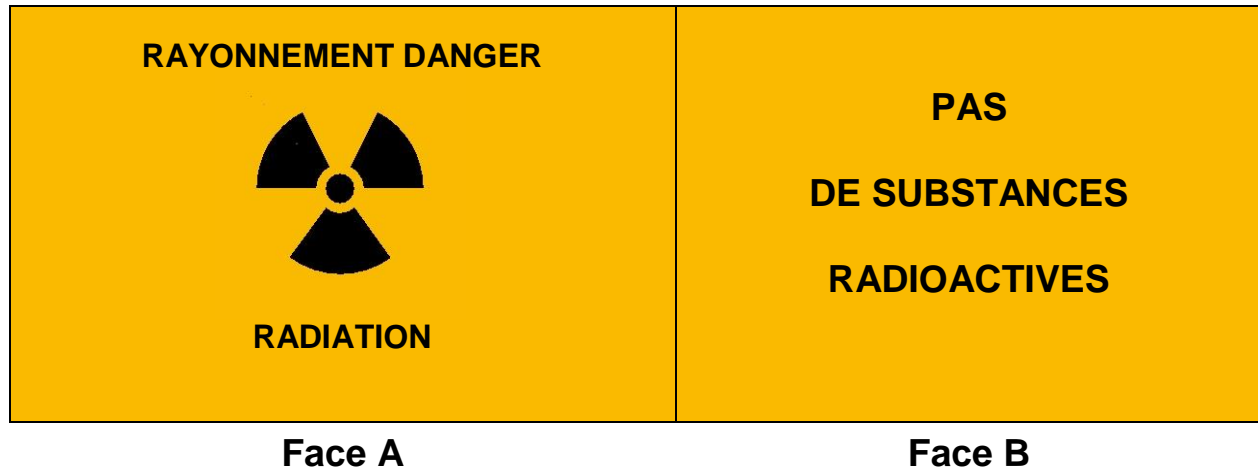 RAYONNEMENT DANGER
RADIATION
PAS
DE SUBSTANCES
RADIOACTIVES
Face A
Face B